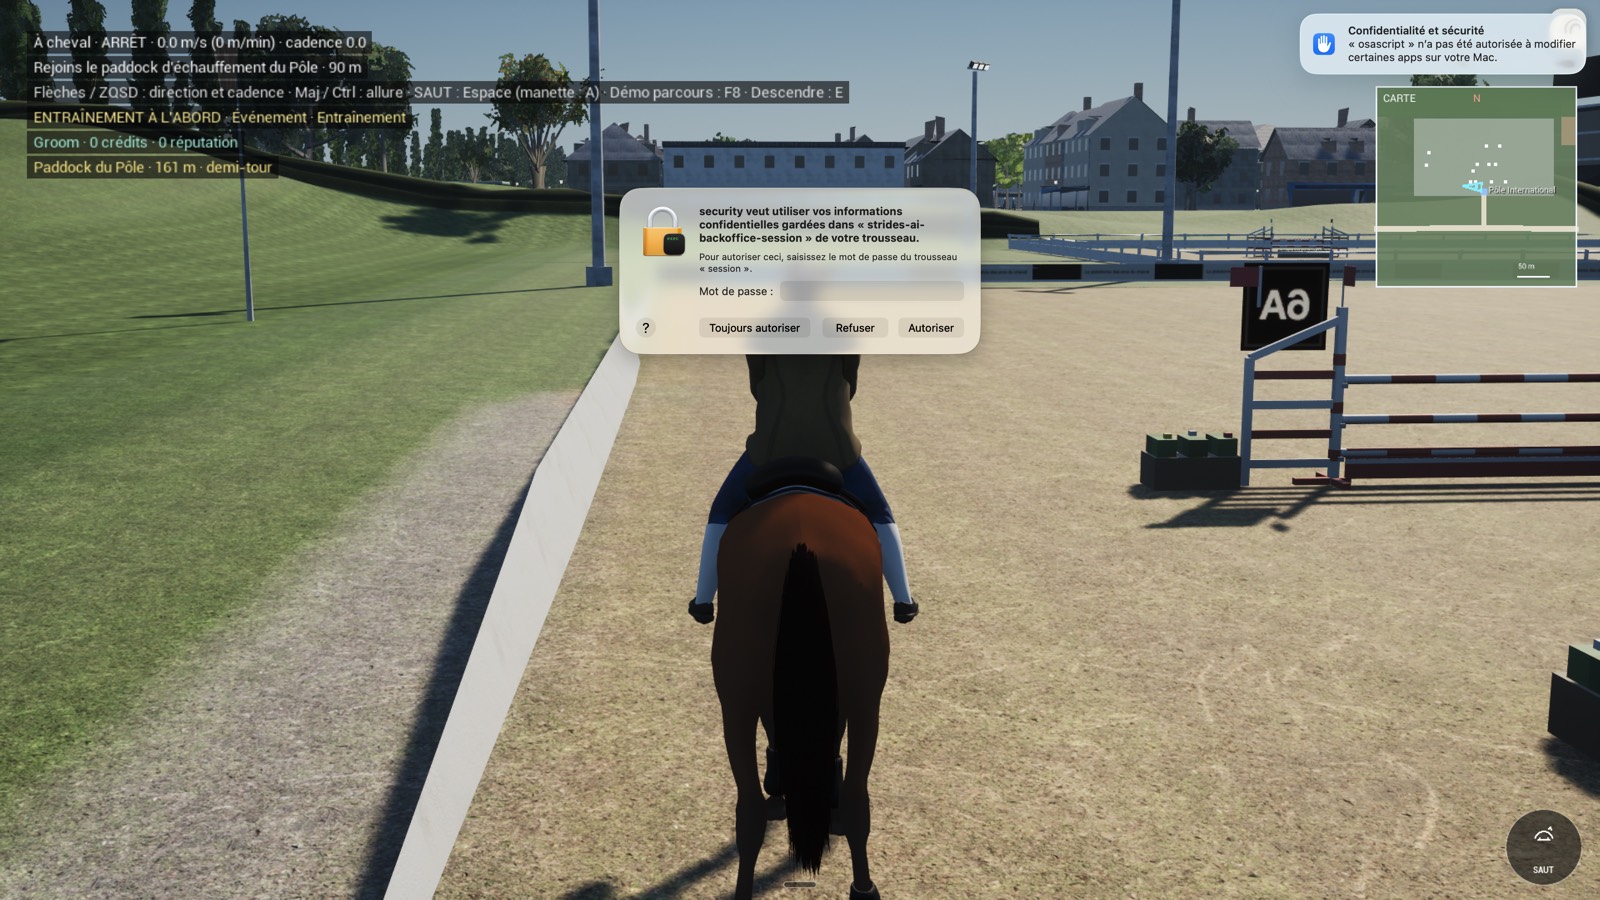 À cheval · ARRÊT · 0.0 m/s (0 m/min) · cadence 0.0
Rejoins le paddock d'échauffement du Pôle · 90 m
Flèches / ZQSD : direction et cadence · Maj / Ctrl : allure · SAUT : Espace (manette : A) · Démo parcours : F8 · Descendre : E
ENTRAÎNEMENT À L'ABORD · Événement · Entraînement
Groom · 0 crédits · 0 réputation
Paddock du Pôle · 161 m · demi-tour
Confidentialité et sécurité
« osascript » n'a pas été autorisée à modifier
certaines apps sur votre Mac.
CARTE
N
Pôle International
50 m
security veut utiliser vos informations
confidentielles gardées dans « strides-ai-
backoffice-session » de votre trousseau.
Pour autoriser ceci, saisissez le mot de passe du trousseau
« session ».
Mot de passe :
?
Toujours autoriser
Refuser
Autoriser
SAUT